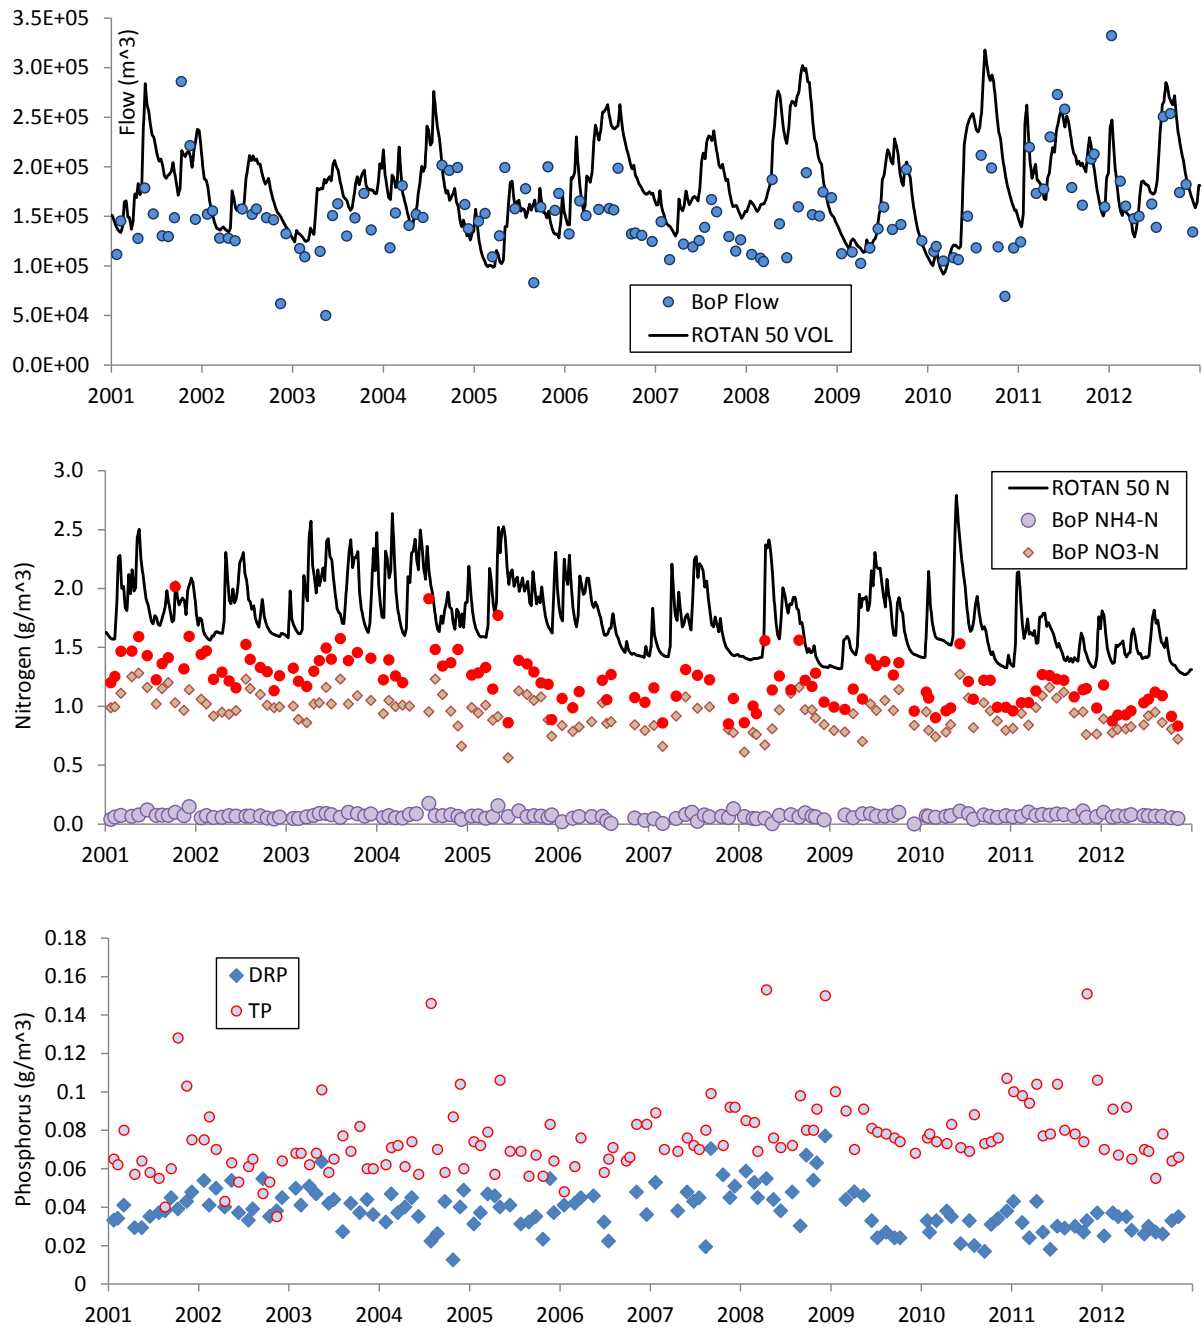 3.5E+05
3.0E+05
2.5E+05
2.0E+05
1.5E+05
1.0E+05
5.0E+04
0.0E+00
Flow (m^3)
BoP Flow
ROTAN 50 VOL
2001 2002 2003 2004 2005 2006 2007 2008 2009 2010 2011 2012
3.0
2.5
2.0
1.5
1.0
0.5
0.0
Nitrogen (g/m^3)
ROTAN 50 N
BoP NH4-N
BoP NO3-N
2001 2002 2003 2004 2005 2006 2007 2008 2009 2010 2011 2012
0.18
0.16
0.14
0.12
0.1
0.08
0.06
0.04
0.02
0
Phosphorus (g/m^3)
DRP
TP
2001 2002 2003 2004 2005 2006 2007 2008 2009 2010 2011 2012